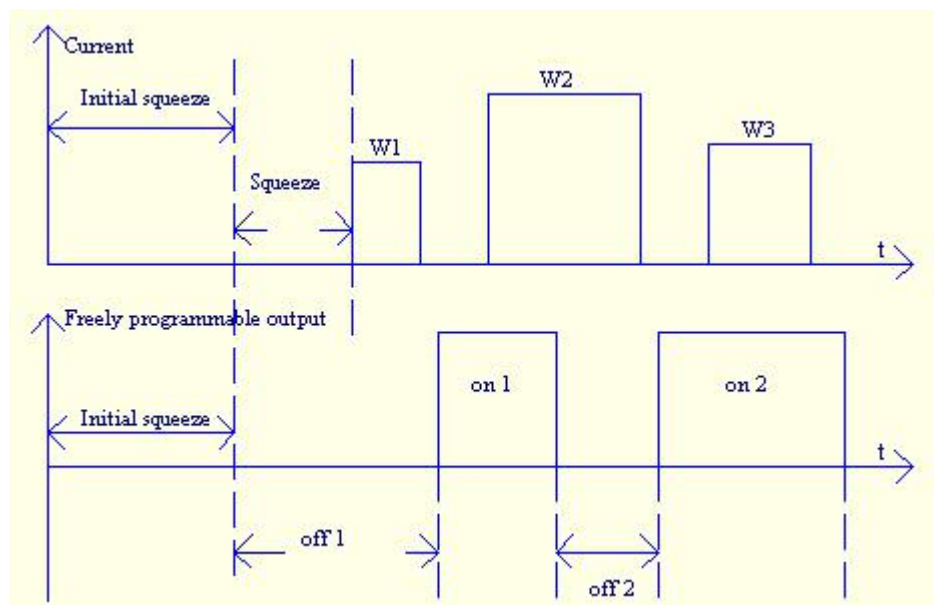 Current
Initial squeeze
W1
W2
W3
Squeeze
t
Freely programmable output
on 1
on 2
Initial squeeze
t
off 1
off 2